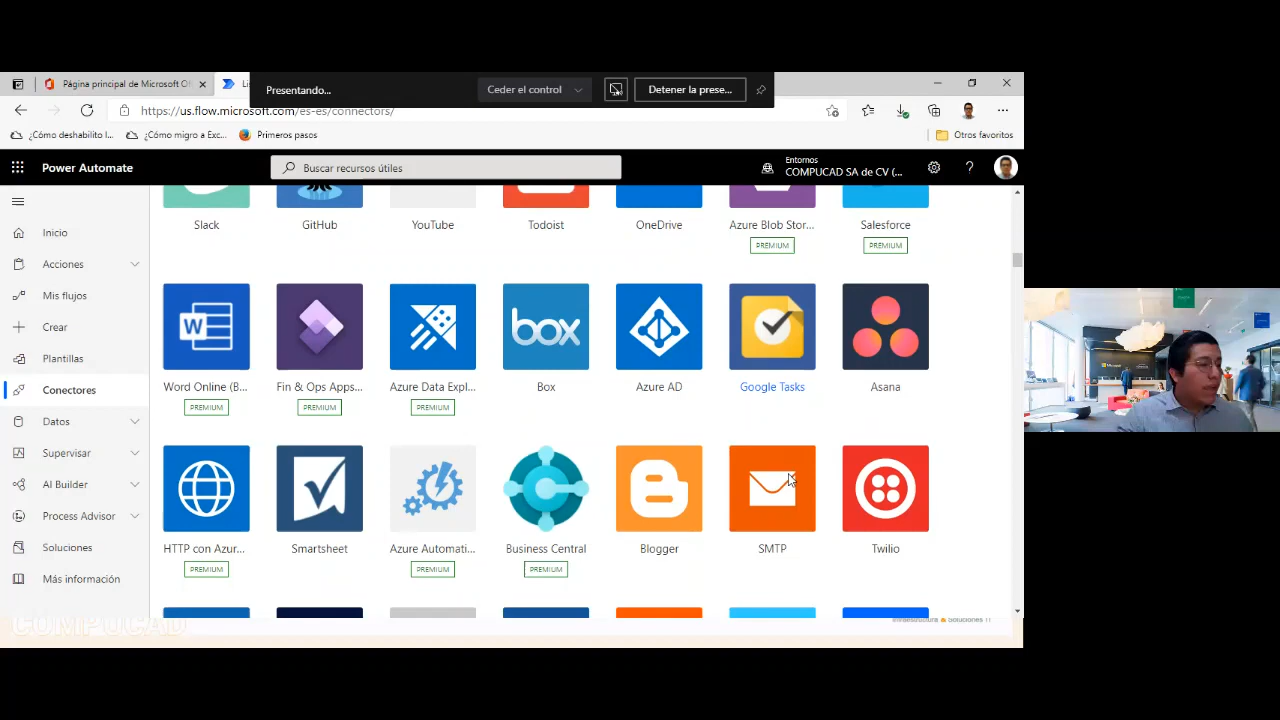 Página principal de Microsoft Of
Li
Presentando...
Ceder el control
Detener la prese...
https://us.flow.microsoft.com/es-es/connectors/
¿Cómo deshabilito l...
¿Cómo migro a Exc...
Primeros pasos
Otros favoritos
Power Automate
Buscar recursos útiles
Entornos
COMPUCAD SA de CV (...
Inicio
Acciones
Mis flujos
Crear
Plantillas
Conectores
Datos
Supervisar
AI Builder
Process Advisor
Soluciones
Más información
Slack
GitHub
YouTube
Todoist
OneDrive
Azure Blob Stor...
PREMIUM
Salesforce
PREMIUM
W
box
Word Online (B...
PREMIUM
Fin & Ops Apps...
PREMIUM
Azure Data Expl...
PREMIUM
Box
Azure AD
Google Tasks
Asana
HTTP con Azur...
PREMIUM
Smartsheet
Azure Automati...
PREMIUM
Business Central
PREMIUM
Blogger
SMTP
Twilio
COMPUCAD
Infraestructura & Soluciones TI